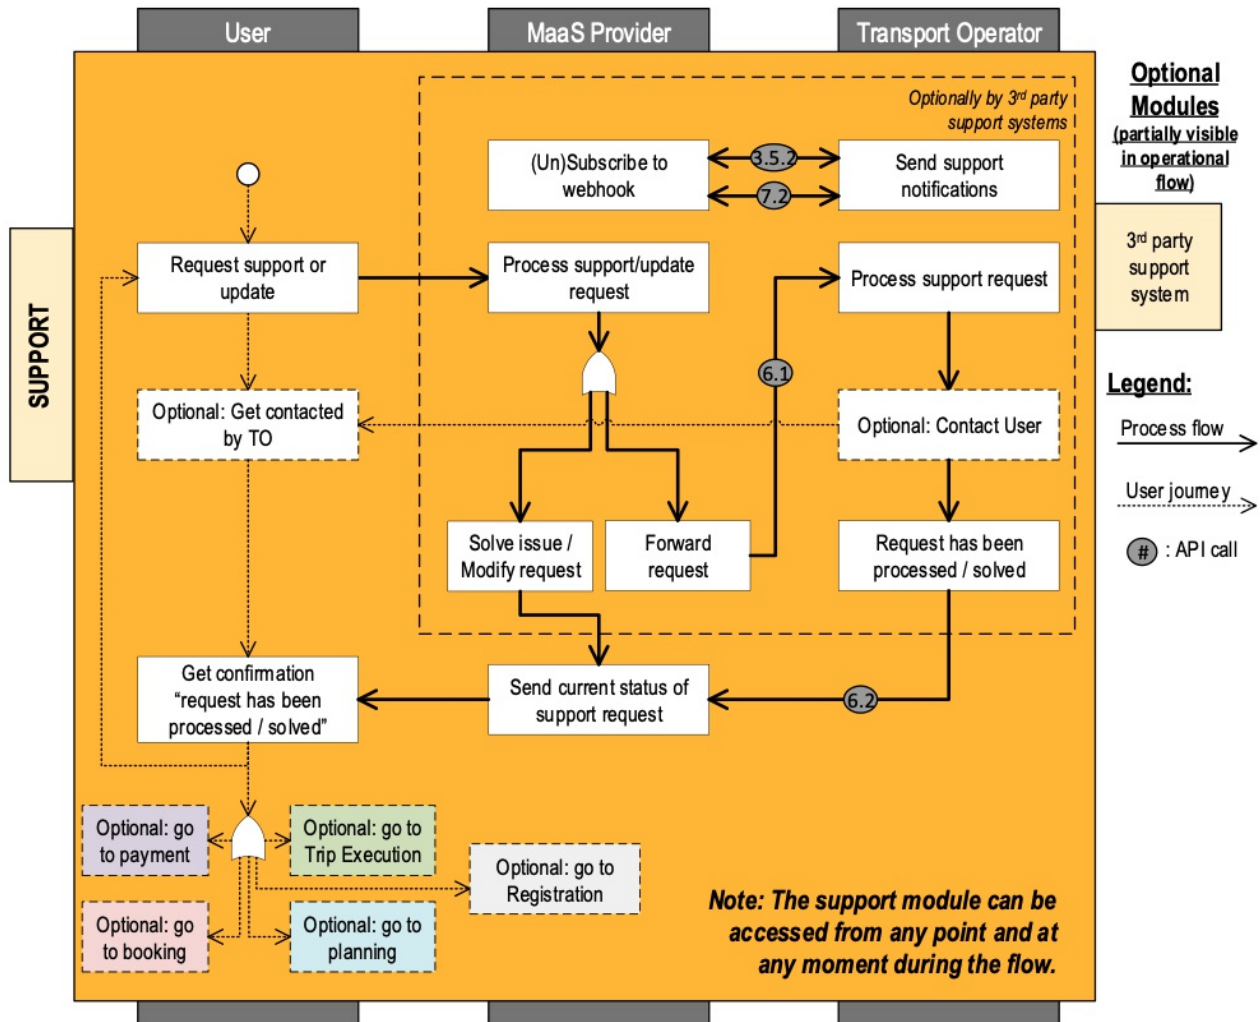 User
MaaS Provider
Transport Operator
Optional
Modules
(partially visible
in operational
flow)
Optionally by 3rd party
support systems
(Un)Subscribe to
webhook
3.5.2
7.2
Send support
notifications
3rd party
support
system
SUPPORT
Request support or
update
Process support/update
request
Process support request
6.1
Legend:
Process flow
User journey
# : API call
Optional: Get contacted
by TO
Optional: Contact User
Solve issue /
Modify request
Forward
request
Request has been
processed / solved
Get confirmation
“request has been
processed / solved”
Send current status of
support request
6.2
Optional: go
to payment
Optional: go to
Trip Execution
Optional: go to
Registration
Optional: go
to booking
Optional: go to
planning
Note: The support module can be
accessed from any point and at
any moment during the flow.